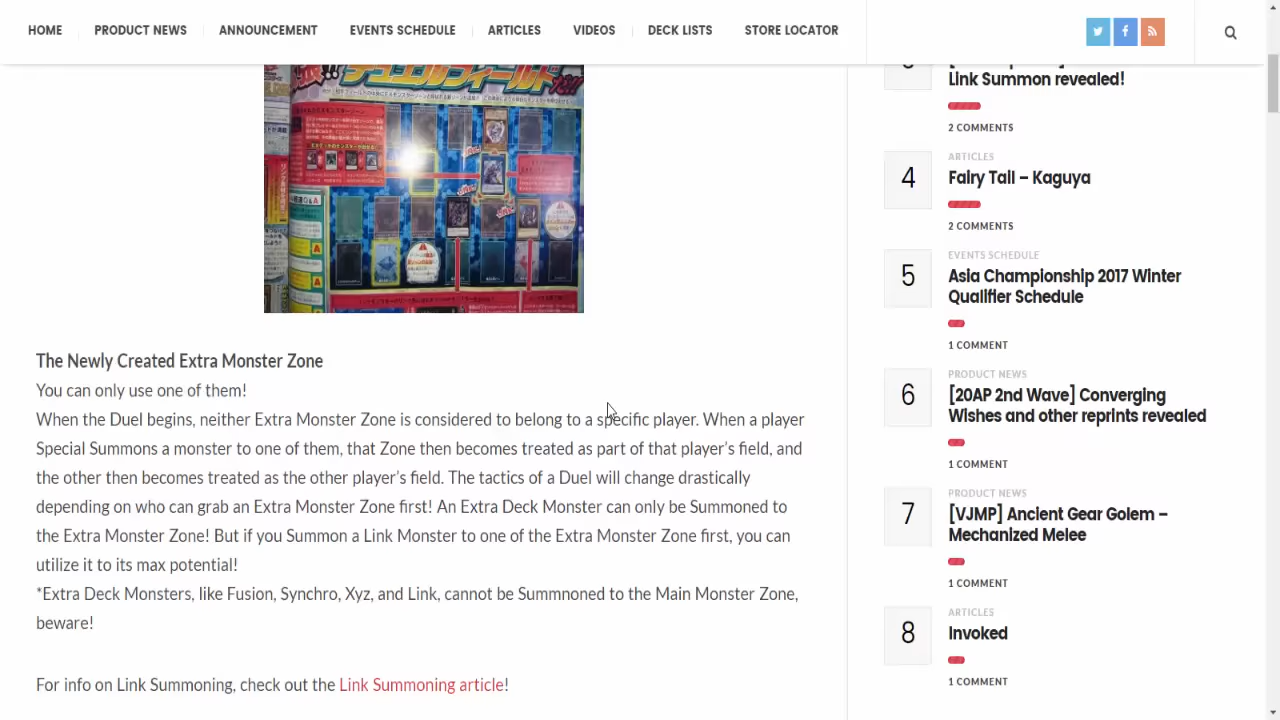 HOME
PRODUCT NEWS
ANNOUNCEMENT
EVENTS SCHEDULE
ARTICLES
VIDEOS
DECK LISTS
STORE LOCATOR
デュエルフィールド
The Newly Created Extra Monster Zone
You can only use one of them!
When the Duel begins, neither Extra Monster Zone is considered to belong to a specific player. When a player
Special Summons a monster to one of them, that Zone then becomes treated as part of that player's field, and
the other then becomes treated as the other player's field. The tactics of a Duel will change drastically
depending on who can grab an Extra Monster Zone first! An Extra Deck Monster can only be Summoned to
the Extra Monster Zone! But if you Summon a Link Monster to one of the Extra Monster Zone first, you can
utilize it to its max potential!
*Extra Deck Monsters, like Fusion, Synchro, Xyz, and Link, cannot be Summnoned to the Main Monster Zone,
beware!
For info on Link Summoning, check out the Link Summoning article!
Link Summon revealed!
2 COMMENTS
4
ARTICLES
Fairy Tail – Kaguya
2 COMMENTS
5
EVENTS SCHEDULE
Asia Championship 2017 Winter
Qualifier Schedule
1 COMMENT
6
PRODUCT NEWS
[20AP 2nd Wave] Converging
Wishes and other reprints revealed
1 COMMENT
7
PRODUCT NEWS
[VJMP] Ancient Gear Golem –
Mechanized Melee
1 COMMENT
8
ARTICLES
Invoked
1 COMMENT